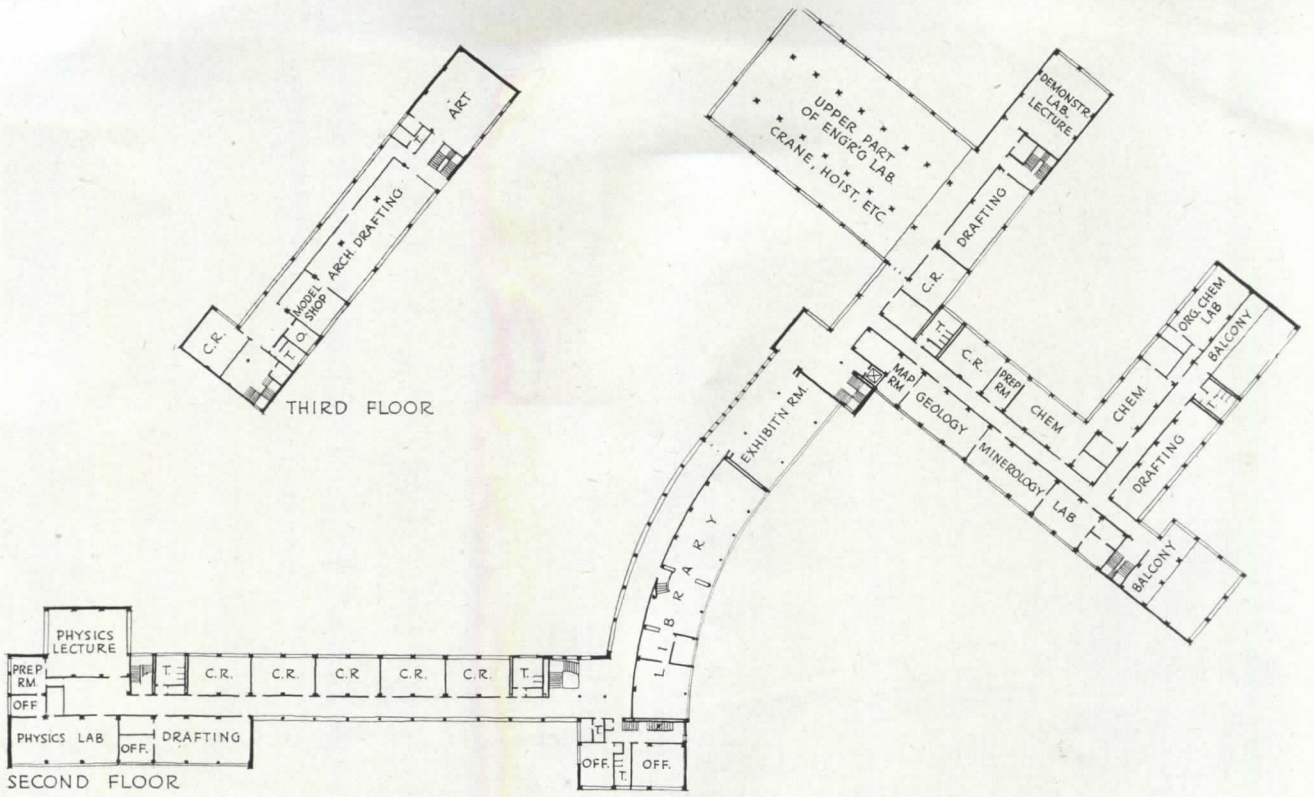 ART
ARCH. DRAFTING
MODEL
SHOP
O.
T.
C.R.
THIRD FLOOR
UPPER PART
OF ENGR'G LAB.
CRANE, HOIST, ETC.
DEMONSTR.
LAB.
LECTURE
DRAFTING
C.R.
T.
C.R.
PREP
RM
CHEM
MAP
RM
GEOLOGY
MINEROLOGY
LAB
BALCONY
CHEM
ORG. CHEM
LAB
BALCONY
T.
DRAFTING
EXHIBIT'N RM.
LIBRARY
PHYSICS
LECTURE
PREP
RM.
OFF
PHYSICS LAB
OFF.
DRAFTING
T.
C.R.
C.R.
C.R
C.R.
C.R.
T.
T.
OFF.
T.
OFF.
SECOND FLOOR